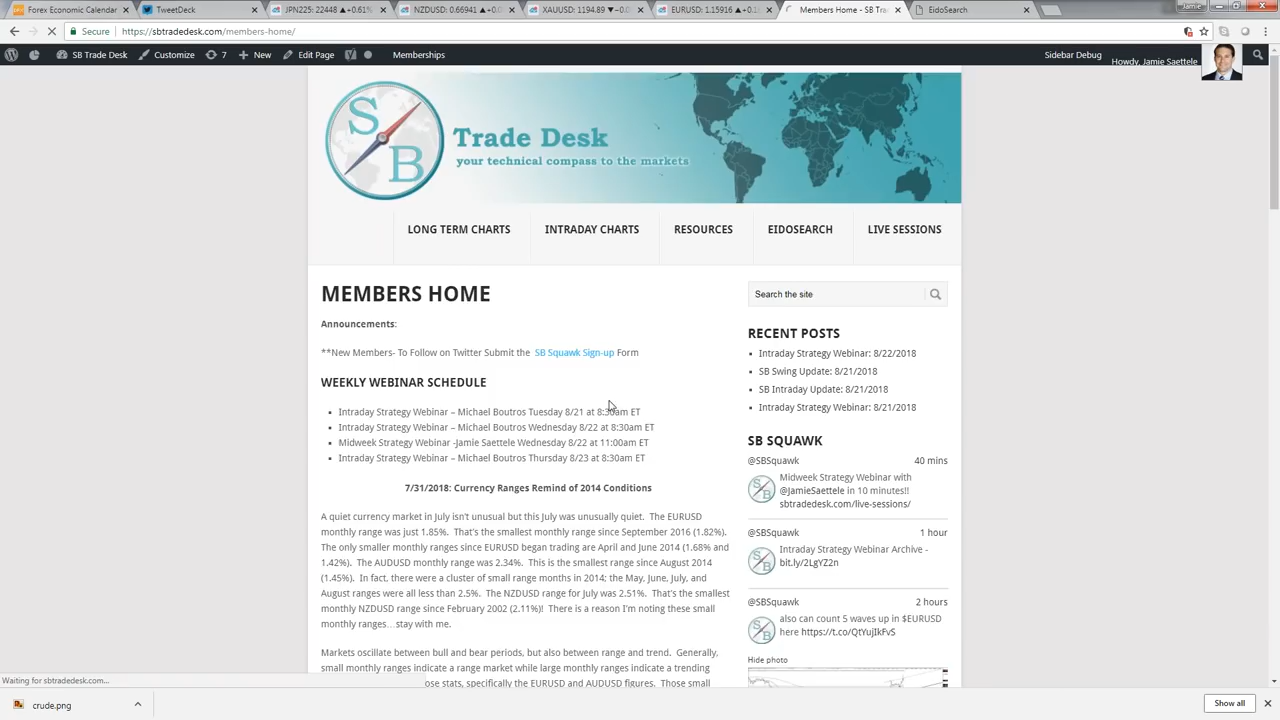 Forex Economic Calendar
TweetDeck
JPN225: 22448 ▲+0.61%
NZDUSD: 0.66941 ▲+0.
XAUUSD: 1194.89 ▼−0.
EURUSD: 1.15916 ▲+0.1
Members Home - SB Tra
EidoSearch
Jamie
Secure
https://sbtradedesk.com/members-home/
SB Trade Desk
Customize
7
New
Edit Page
Memberships
Sidebar Debug
Howdy, Jamie Saettele
S
B
Trade Desk
your technical compass to the markets
LONG TERM CHARTS
INTRADAY CHARTS
RESOURCES
EIDOSEARCH
LIVE SESSIONS
MEMBERS HOME
Announcements:
**New Members- To Follow on Twitter Submit the SB Squawk Sign-up Form
WEEKLY WEBINAR SCHEDULE
Intraday Strategy Webinar – Michael Boutros Tuesday 8/21 at 8:30am ET
Intraday Strategy Webinar – Michael Boutros Wednesday 8/22 at 8:30am ET
Midweek Strategy Webinar -Jamie Saettele Wednesday 8/22 at 11:00am ET
Intraday Strategy Webinar – Michael Boutros Thursday 8/23 at 8:30am ET
7/31/2018: Currency Ranges Remind of 2014 Conditions
A quiet currency market in July isn't unusual but this July was unusually quiet. The EURUSD
monthly range was just 1.85%. That's the smallest monthly range since September 2016 (1.82%).
The only smaller monthly ranges since EURUSD began trading are April and June 2014 (1.68% and
1.42%). The AUDUSD monthly range was 2.34%. This is the smallest range since August 2014
(1.45%). In fact, there were a cluster of small range months in 2014; the May, June, July, and
August ranges were all less than 2.5%. The NZDUSD range for July was 2.51%. That's the smallest
monthly NZDUSD range since February 2002 (2.11%)! There is a reason I'm noting these small
monthly ranges…stay with me.
Markets oscillate between bull and bear periods, but also between range and trend. Generally,
small monthly ranges indicate a range market while large monthly ranges indicate a trending
ose stats, specifically the EURUSD and AUDUSD figures. Those small
Search the site
RECENT POSTS
Intraday Strategy Webinar: 8/22/2018
SB Swing Update: 8/21/2018
SB Intraday Update: 8/21/2018
Intraday Strategy Webinar: 8/21/2018
SB SQUAWK
@SBSquawk 40 mins
Midweek Strategy Webinar with
@JamieSaettele in 10 minutes!!
sbtradedesk.com/live-sessions/
@SBSquawk 1 hour
Intraday Strategy Webinar Archive -
bit.ly/2LgYZ2n
@SBSquawk 2 hours
also can count 5 waves up in $EURUSD
here https://t.co/QtYujIkFvS
Hide photo
Waiting for sbtradedesk.com...
crude.png
Show all